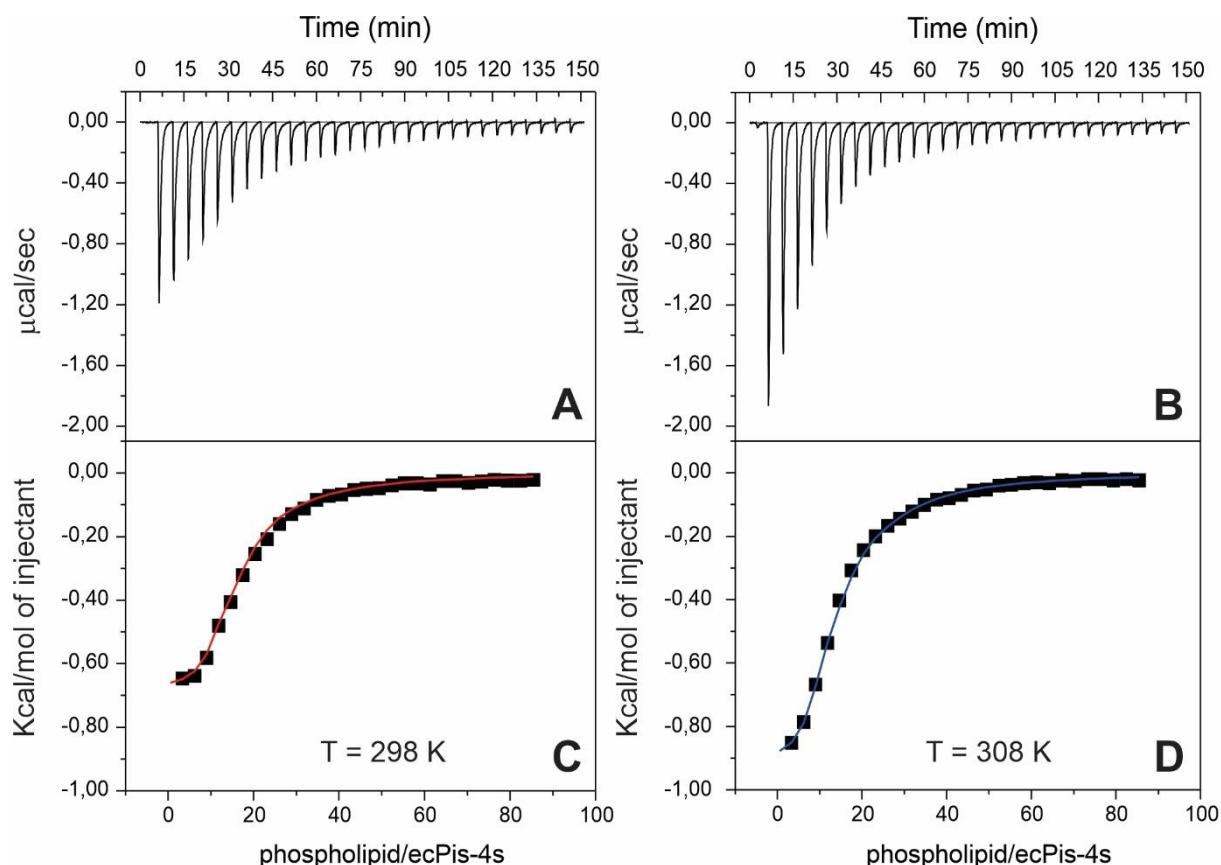 Time (min)
0 15 30 45 60 75 90 105 120 135 150
0,00
-0,40
-0,80
-1,20
-1,60
-2,00
µcal/sec
A
0,00
-0,20
-0,40
-0,60
-0,80
-1,00
Kcal/mol of injectant
T = 298 K
C
0 20 40 60 80 100
phospholipid/ecPis-4s
Time (min)
0 15 30 45 60 75 90 105 120 135 150
0,00
-0,40
-0,80
-1,20
-1,60
-2,00
µcal/sec
B
0,00
-0,20
-0,40
-0,60
-0,80
-1,00
Kcal/mol of injectant
T = 308 K
D
0 20 40 60 80 100
phospholipid/ecPis-4s